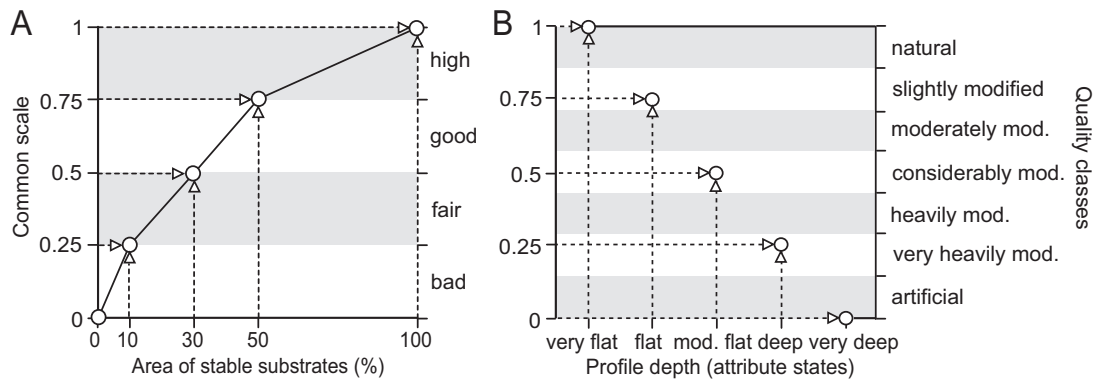 A
Common scale
1
0.75
0.5
0.25
0
high
good
fair
bad
0 10 30 50 100
Area of stable substrates (%)
B
1
0.75
0.5
0.25
0
natural
slightly modified
moderately mod.
considerably mod.
heavily mod.
very heavily mod.
artificial
Quality classes
very flat flat mod. flat deep very deep
Profile depth (attribute states)